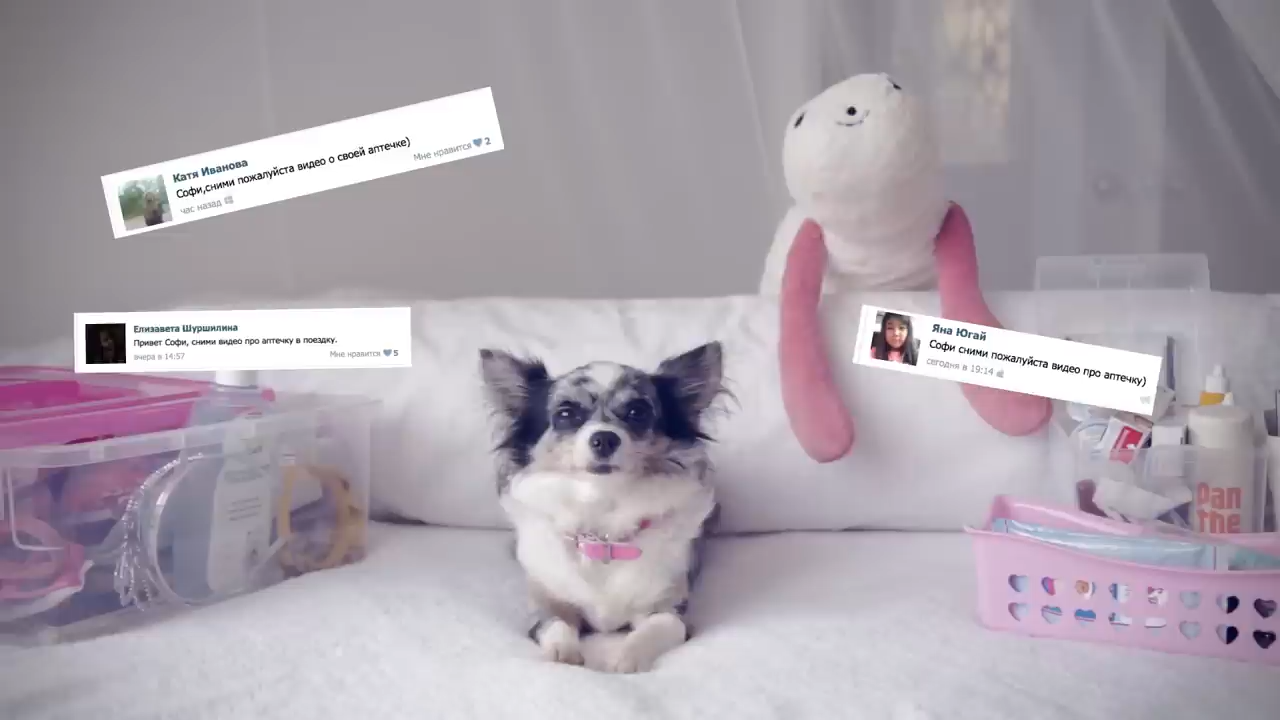 Катя Иванова
Софи,сними пожалуйста видео о своей аптечке)
час назад
Мне нравится 2
Елизавета Шуршилина
Привет Софи, сними видео про аптечку в поездку.
вчера в 14:57
Мне нравится 5
Яна Югай
Софи сними пожалуйста видео про аптечку)
сегодня в 19:14
Pan
the